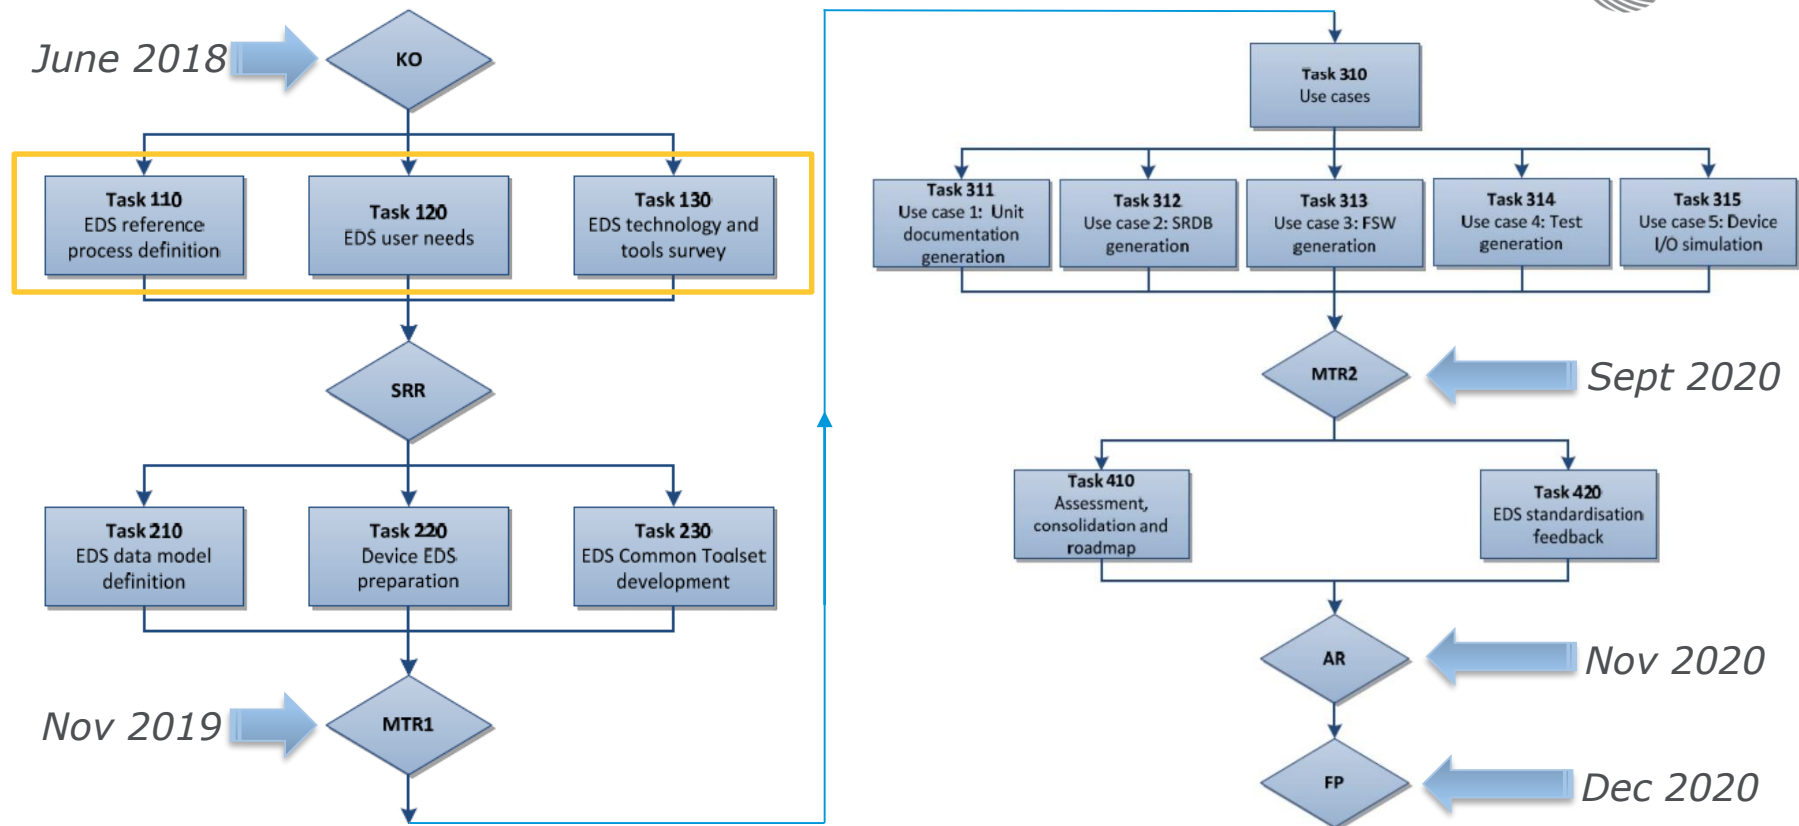 June 2018
KO
Task 110
EDS reference
process definition
Task 120
EDS user needs
Task 130
EDS technology and
tools survey
SRR
Task 210
EDS data model
definition
Task 220
Device EDS
preparation
Task 230
EDS Common Toolset
development
Nov 2019
MTR1
Task 310
Use cases
Task 311
Use case 1: Unit
documentation
generation
Task 312
Use case 2: SRDB
generation
Task 313
Use case 3: FSW
generation
Task 314
Use case 4: Test
generation
Task 315
Use case 5: Device
I/O simulation
MTR2
Sept 2020
Task 410
Assessment,
consolidation and
roadmap
Task 420
EDS standardisation
feedback
AR
Nov 2020
FP
Dec 2020